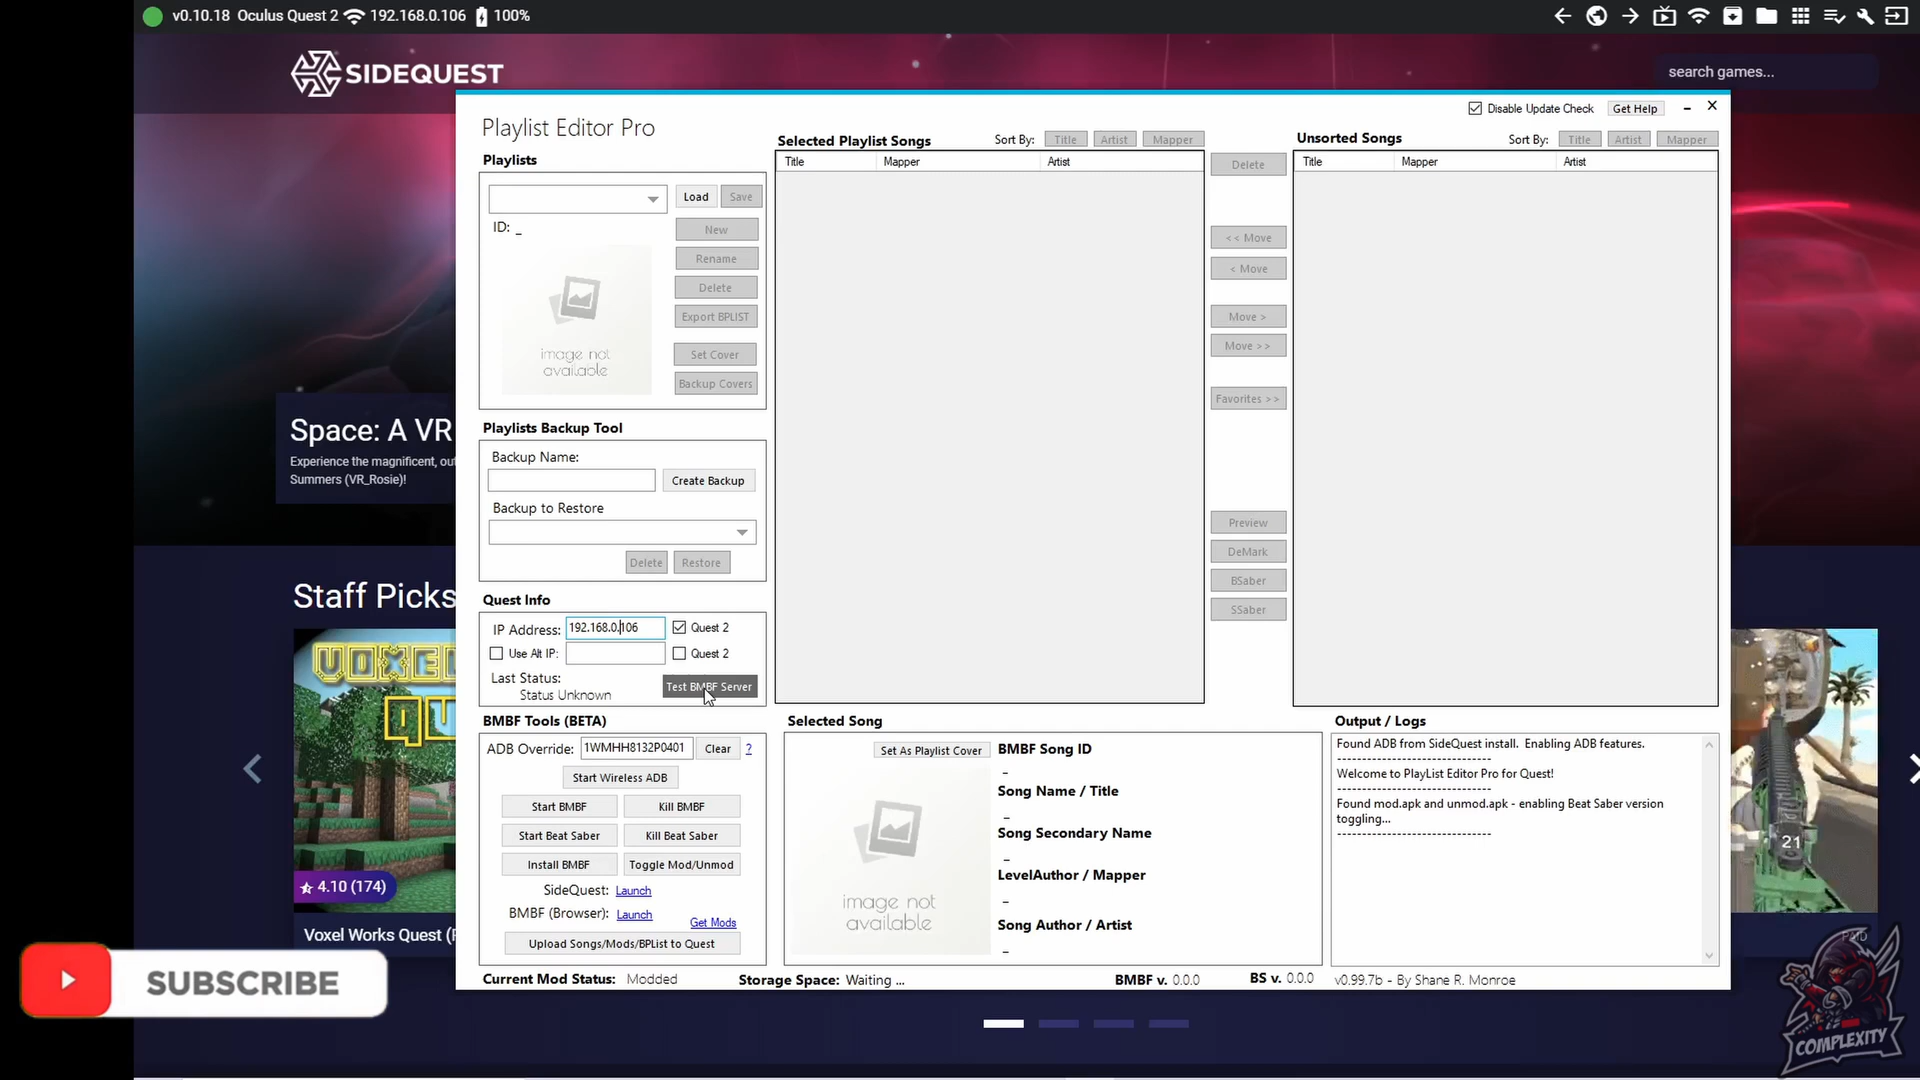 v0.10.18 Oculus Quest 2 192.168.0.106 100%
SIDEQUEST
search games...
Disable Update Check Get Help
Playlist Editor Pro
Playlists
Load Save
ID: _
New
Rename
Delete
Export BPLIST
Set Cover
Backup Covers
image not
available
Selected Playlist Songs Sort By: Title Artist Mapper
Title Mapper Artist
Delete
<< Move
< Move
Move >
Move >>
Favorites >>
Preview
DeMark
BSaber
SSaber
Unsorted Songs Sort By: Title Artist Mapper
Title Mapper Artist
Space: A VR
Experience the magnificent, out
Summers (VR_Rosie)!
Playlists Backup Tool
Backup Name:
Create Backup
Backup to Restore
Delete Restore
Staff Picks
Quest Info
IP Address: 192.168.0.106 Quest 2
Use Alt IP: Quest 2
Last Status:
Status Unknown
Test BMBF Server
BMBF Tools (BETA)
ADB Override: 1WMHH8132P0401 Clear ?
Start Wireless ADB
Start BMBF Kill BMBF
Start Beat Saber Kill Beat Saber
Install BMBF Toggle Mod/Unmod
SideQuest: Launch
BMBF (Browser): Launch
Get Mods
Upload Songs/Mods/BPList to Quest
Selected Song
Set As Playlist Cover
image not
available
BMBF Song ID
_
Song Name / Title
_
Song Secondary Name
_
LevelAuthor / Mapper
_
Song Author / Artist
_
Output / Logs
Found ADB from SideQuest install. Enabling ADB features.
------------------------------
Welcome to PlayList Editor Pro for Quest!
------------------------------
Found mod.apk and unmod.apk - enabling Beat Saber version
toggling...
------------------------------
Current Mod Status: Modded Storage Space: Waiting ... BMBF v. 0.0.0 BS v. 0.0.0 v0.99.7b - By Shane R. Monroe
VOXEL
QU
4.10 (174)
Voxel Works Quest (
21
SUBSCRIBE
COMPLEXITY